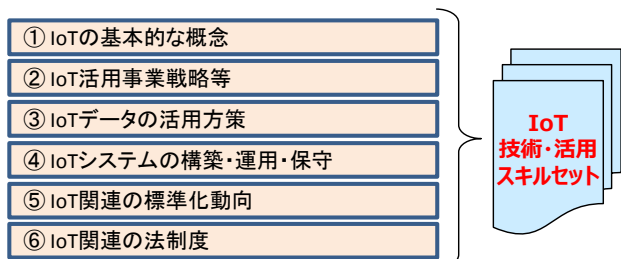 ① IoTの基本的な概念
② IoT活用事業戦略等
③ IoTデータの活用方策
④ IoTシステムの構築・運用・保守
⑤ IoT関連の標準化動向
⑥ IoT関連の法制度
IoT
技術・活用
スキルセット